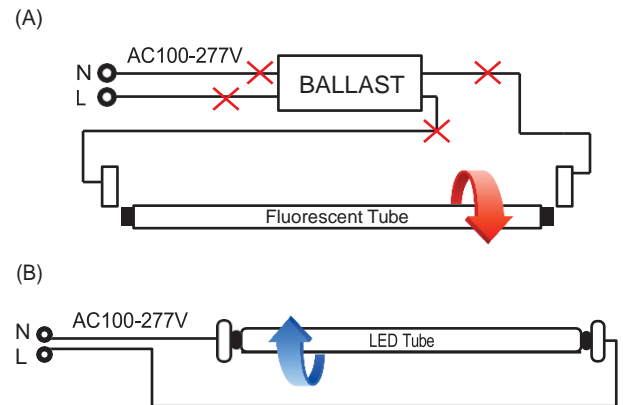 (A)
AC100-277V
N
L
BALLAST
Fluorescent Tube
(B)
AC100-277V
N
L
LED Tube